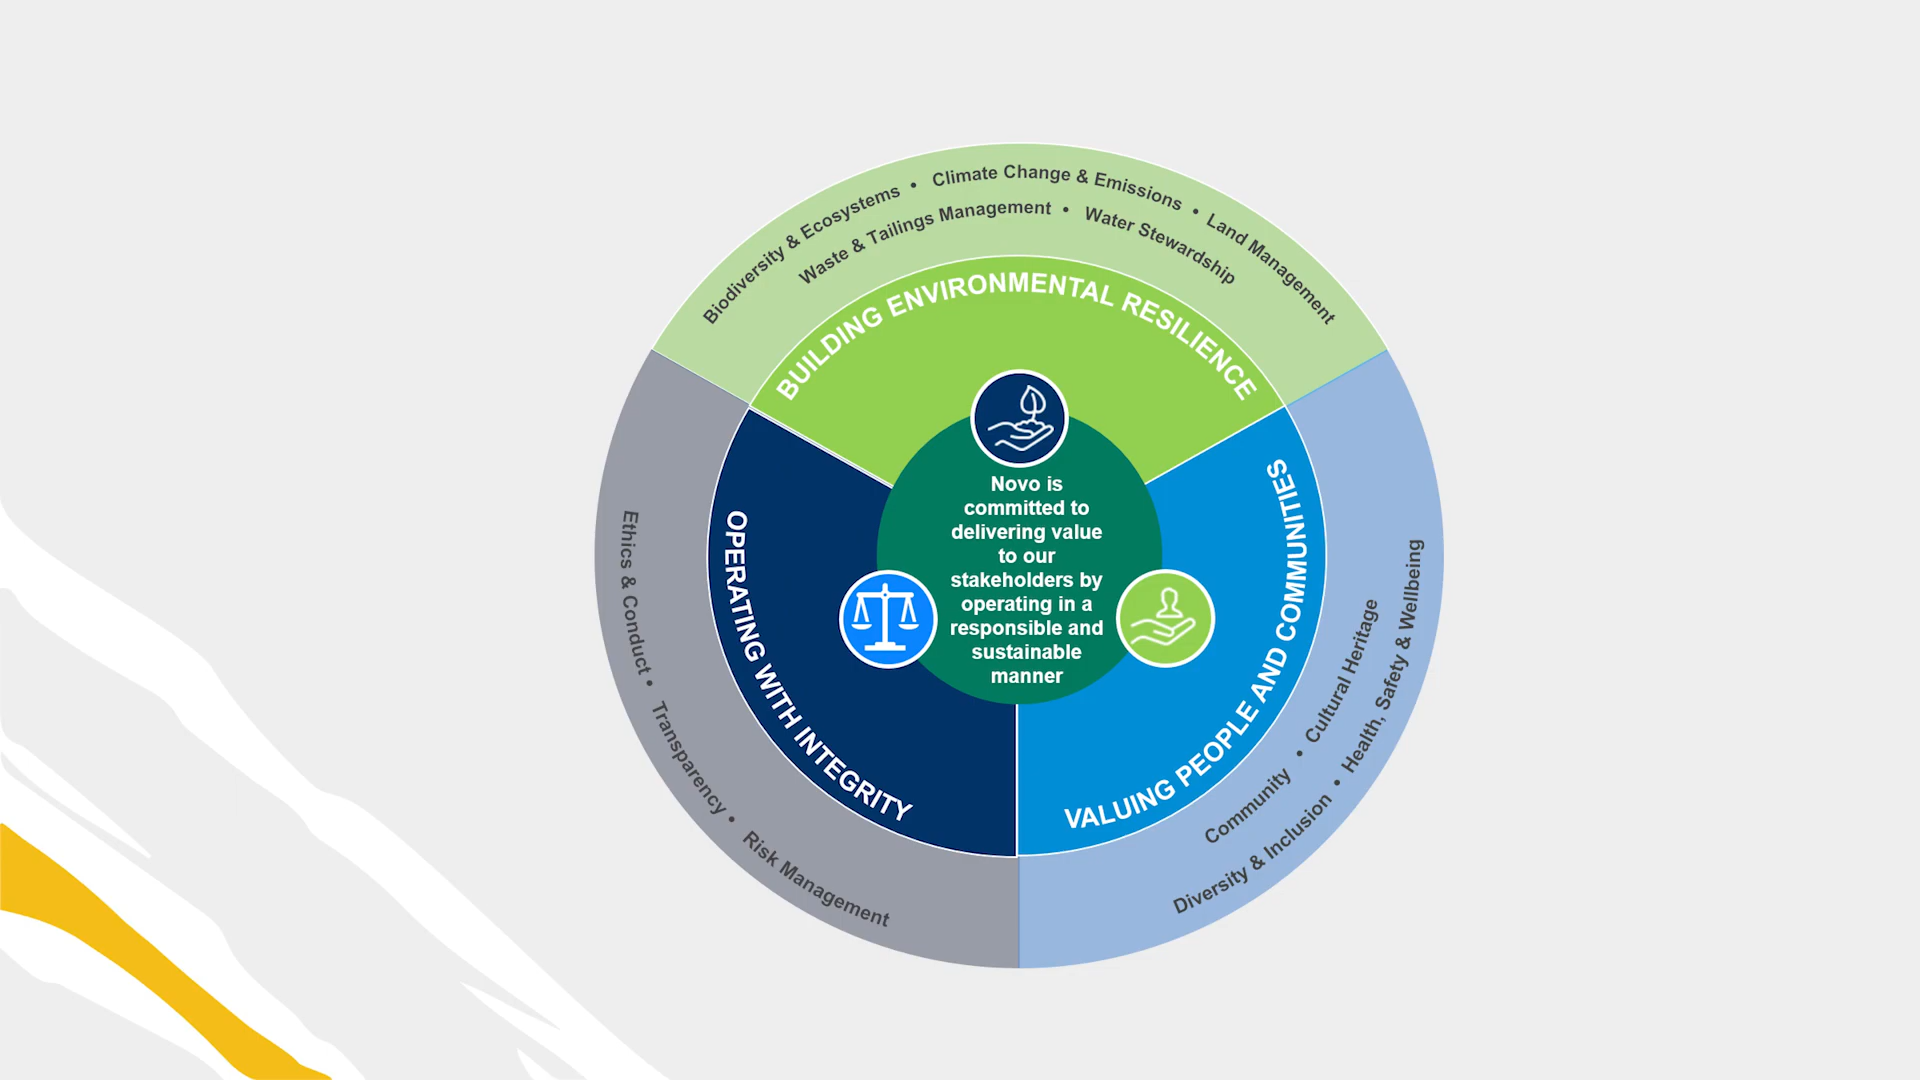 Biodiversity & Ecosystems • Climate Change & Emissions • Land Management
Waste & Tailings Management • Water Stewardship
BUILDING ENVIRONMENTAL RESILIENCE
Novo is
committed to
delivering value
to our
stakeholders by
operating in a
responsible and
sustainable
manner
OPERATING WITH INTEGRITY
Ethics & Conduct • Transparency • Risk Management
VALUING PEOPLE AND COMMUNITIES
Community • Cultural Heritage
Diversity & Inclusion • Health, Safety & Wellbeing